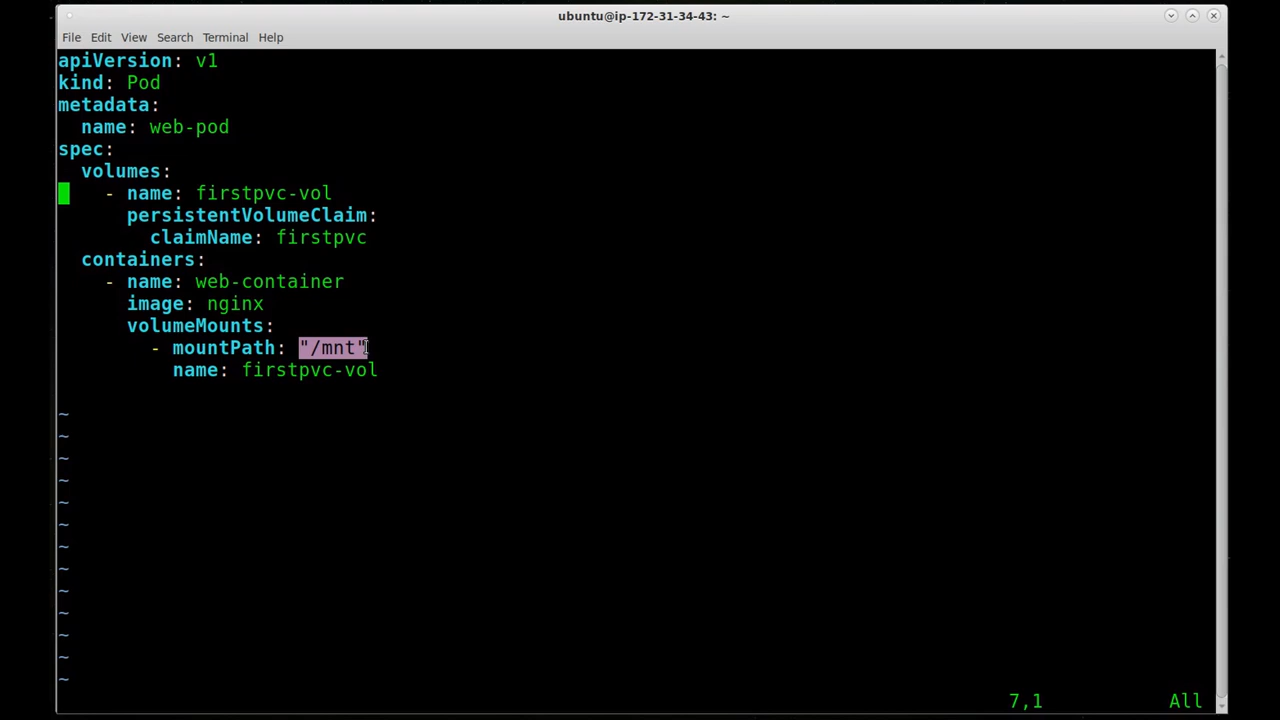 ubuntu@ip-172-31-34-43: ~
File Edit View Search Terminal Help
apiVersion: v1
kind: Pod
metadata:
  name: web-pod
spec:
  volumes:
    - name: firstpvc-vol
      persistentVolumeClaim:
        claimName: firstpvc
  containers:
    - name: web-container
      image: nginx
      volumeMounts:
        - mountPath: "/mnt"
          name: firstpvc-vol
~
~
~
~
~
~
~
~
~
~
~
~
~
7,1 All